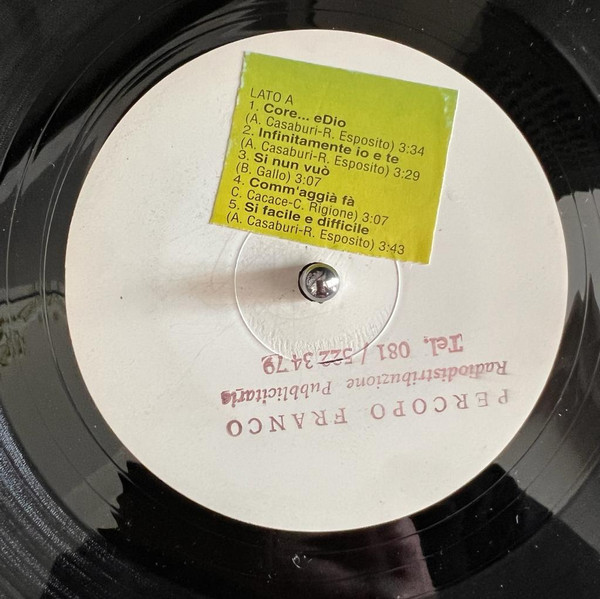 LATO A
1. Core... eDio
(A. Casaburi-R. Esposito) 3:34
2. Infinitamente io e te
(A. Casaburi-R. Esposito) 3:29
3. Si nun vuò
(B. Gallo) 3:07
4. Comm'aggià fà
C. Cacace-C. Rigione) 3:07
5. Si facile e difficile
(A. Casaburi-R. Esposito) 3:43
PERCOPO FRANCO
Radiodistribuzione Pubblicitaria
Tel. 081 / 522 34 79